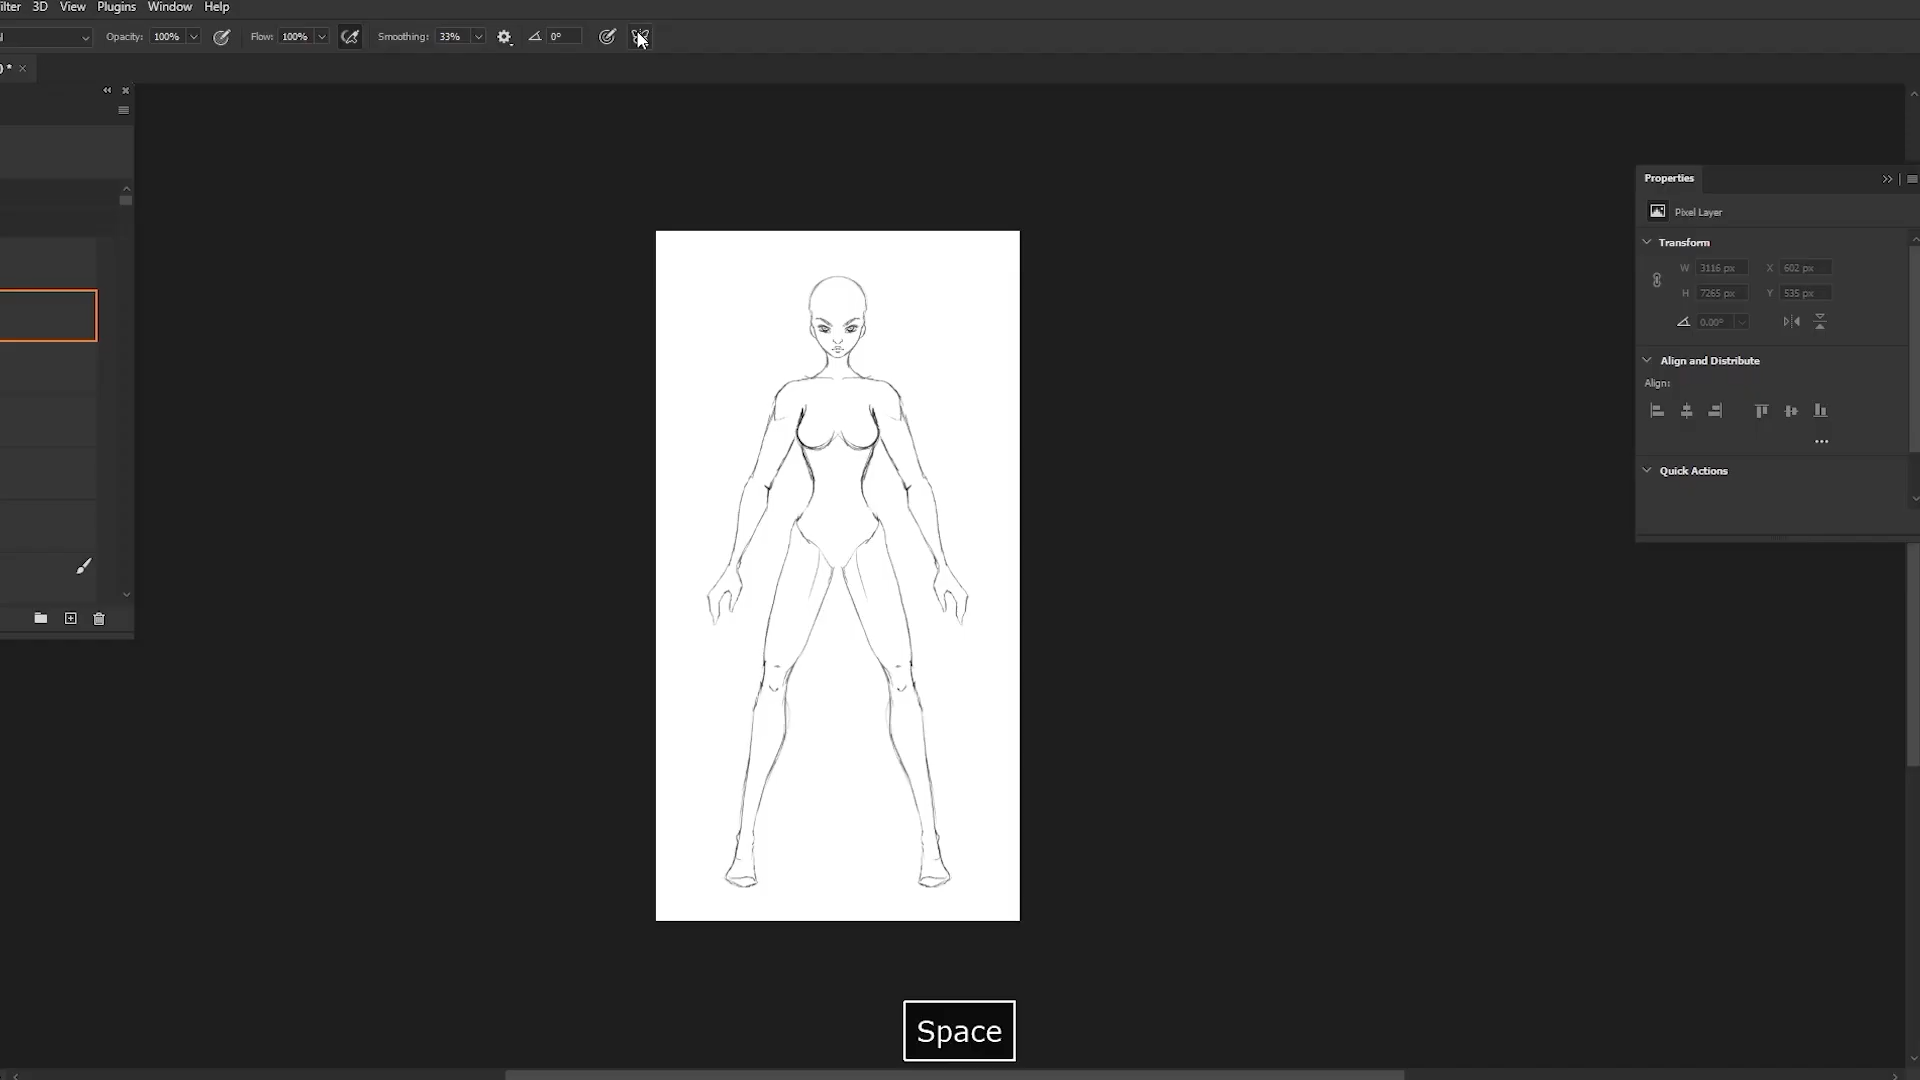 3D View Plugins Window Help
Opacity: 100% Flow: 100% Smoothing: 33% 0°
Properties
Pixel Layer
Transform
W 3116 px X 602 px
H 7265 px Y 535 px
0.00°
Align and Distribute
Align:
Quick Actions
Space